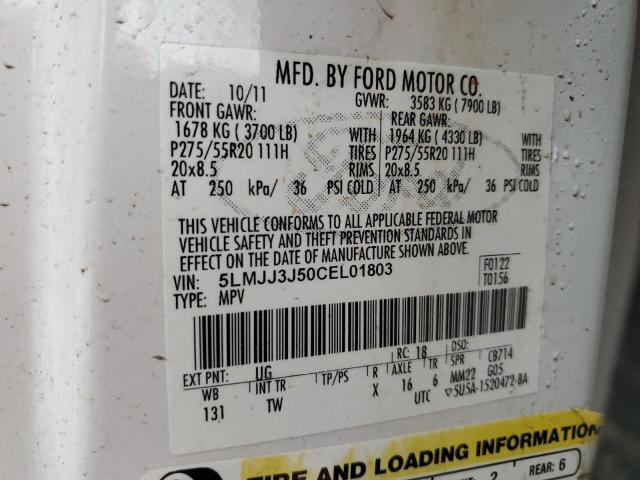 MFD. BY FORD MOTOR CO.
DATE: 10/11 GVWR: 3583 KG ( 7900 LB)
FRONT GAWR: REAR GAWR:
1678 KG ( 3700 LB) WITH 1964 KG ( 4330 LB) WITH
P275/55R20 111H TIRES P275/55R20 111H TIRES
20x8.5 RIMS 20x8.5 RIMS
AT 250 kPa/ 36 PSI COLD AT 250 kPa/ 36 PSI COLD
THIS VEHICLE CONFORMS TO ALL APPLICABLE FEDERAL MOTOR
VEHICLE SAFETY AND THEFT PREVENTION STANDARDS IN
EFFECT ON THE DATE OF MANUFACTURE SHOWN ABOVE.
VIN: 5LMJJ3J50CEL01803 F0122
TYPE: MPV T0156
EXT PNT: UG RC: 18 DSO:
WB INT TR TP/PS R AXLE TR SPR CB714
131 TW X 16 6 MM22 G05
UTC ▽5U5A-1520472-BA
TIRE AND LOADING INFORMATION
2 REAR: 6